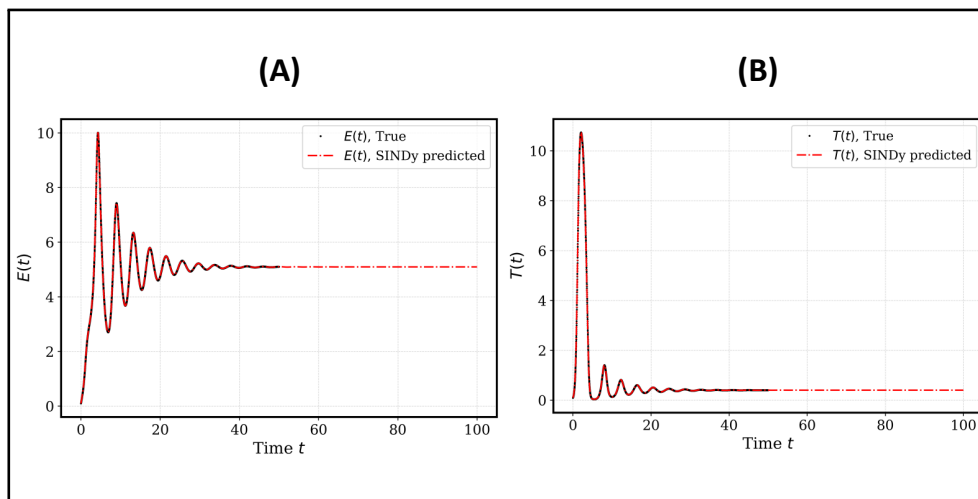 (A)
E(t), True
E(t), SINDy predicted
10
8
6
4
2
0
E(t)
0 20 40 60 80 100
Time t
(B)
T(t), True
T(t), SINDy predicted
10
8
6
4
2
0
T(t)
0 20 40 60 80 100
Time t